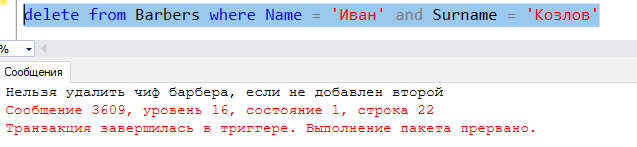 delete from Barbers where Name = 'Иван' and Surname = 'Козлов'
%
Сообщения
Нельзя удалить чиф барбера, если не добавлен второй
Сообщение 3609, уровень 16, состояние 1, строка 22
Транзакция завершилась в триггере. Выполнение пакета прервано.